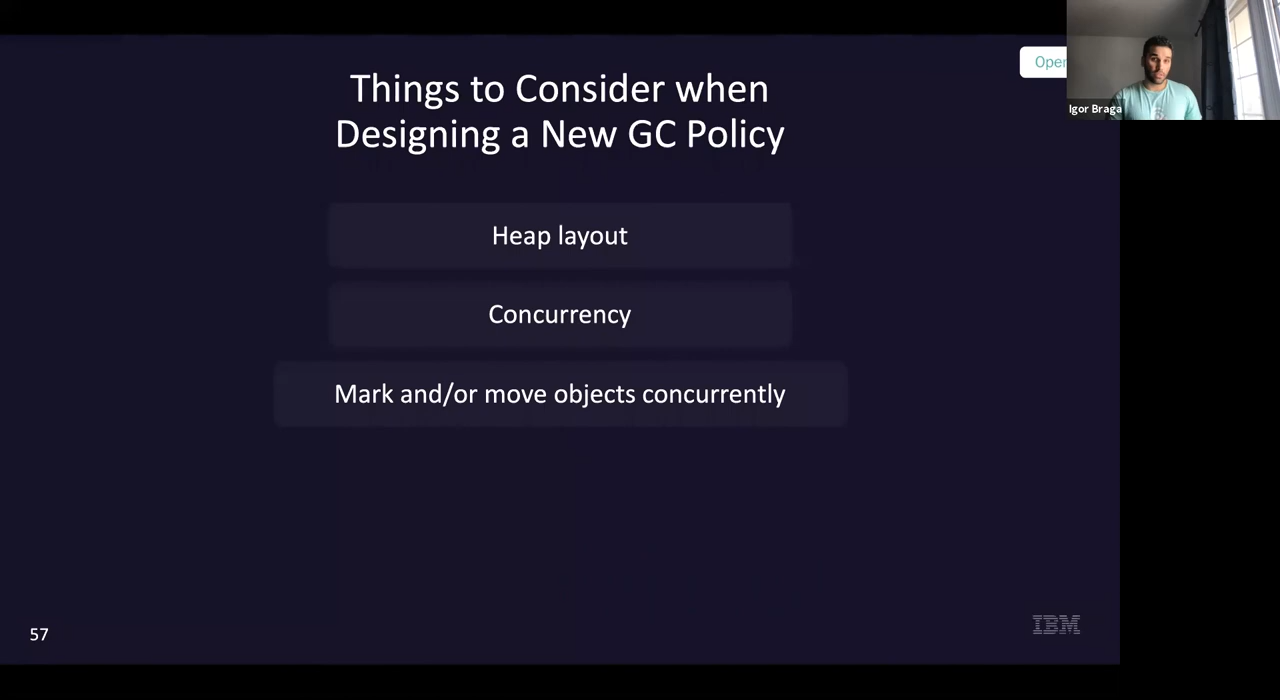 Things to Consider when
Designing a New GC Policy
Oper
Igor Braga
Heap layout
Concurrency
Mark and/or move objects concurrently
57
IBM